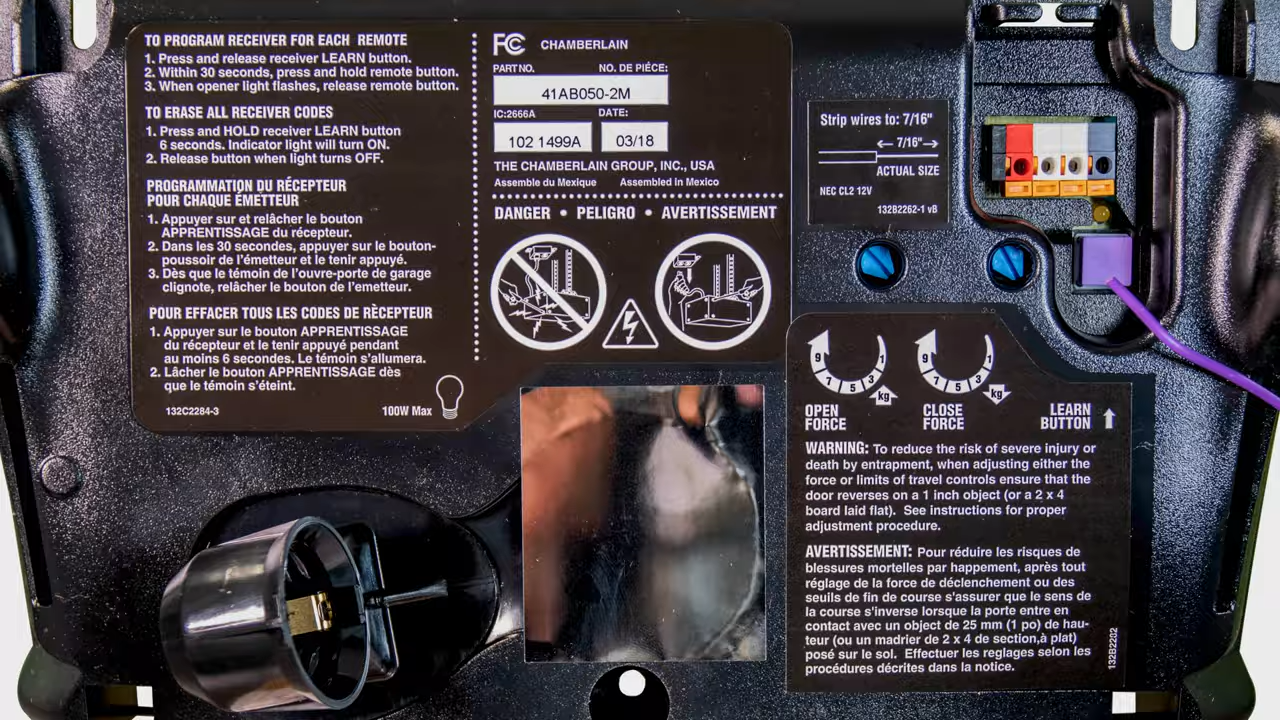 TO PROGRAM RECEIVER FOR EACH REMOTE
1. Press and release receiver LEARN button.
2. Within 30 seconds, press and hold remote button.
3. When opener light flashes, release remote button.
TO ERASE ALL RECEIVER CODES
1. Press and HOLD receiver LEARN button
6 seconds. Indicator light will turn ON.
2. Release button when light turns OFF.
PROGRAMMATION DU RÉCEPTEUR
POUR CHAQUE ÉMETTEUR
1. Appuyer sur et relâcher le bouton
APPRENTISSAGE du récepteur.
2. Dans les 30 secondes, appuyer sur le bouton-
poussoir de l'émetteur et le tenir appuyé.
3. Dès que le témoin de l'ouvre-porte de garage
clignote, relâcher le bouton de l'emetteur.
POUR EFFACER TOUS LES CODES DE RÈCEPTEUR
1. Appuyer sur le bouton APPRENTISSAGE
du récepteur et le tenir appuyé pendant
au moins 6 secondes. Le témoin s'allumera.
2. Lâcher le bouton APPRENTISSAGE dès
que le témoin s'éteint.
132C2284-3
100W Max
FC CHAMBERLAIN
PART NO. NO. DE PIÉCE:
41AB050-2M
IC:2666A DATE:
102 1499A 03/18
THE CHAMBERLAIN GROUP, INC., USA
Assemble du Mexique Assembled in Mexico
DANGER • PELIGRO • AVERTISSEMENT
Strip wires to: 7/16"
7/16"
ACTUAL SIZE
NEC CL2 12V
132B2262-1 vB
9 7 5 3 1
kg
9 7 5 3 1
kg
OPEN FORCE
CLOSE FORCE
LEARN BUTTON
WARNING: To reduce the risk of severe injury or
death by entrapment, when adjusting either the
force or limits of travel controls ensure that the
door reverses on a 1 inch object (or a 2 x 4
board laid flat). See instructions for proper
adjustment procedure.
AVERTISSEMENT: Pour réduire les risques de
blessures mortelles par happement, après tout
réglage de la force de déclenchement ou des
seuils de fin de course s'assurer que le sens de
la course s'inverse lorsque la porte entre en
contact avec un object de 25 mm (1 po) de hau-
teur (ou un madrier de 2 x 4 de section,à plat)
posé sur le sol. Effectuer les reglages selon les
procédures décrites dans la notice.
132B2282